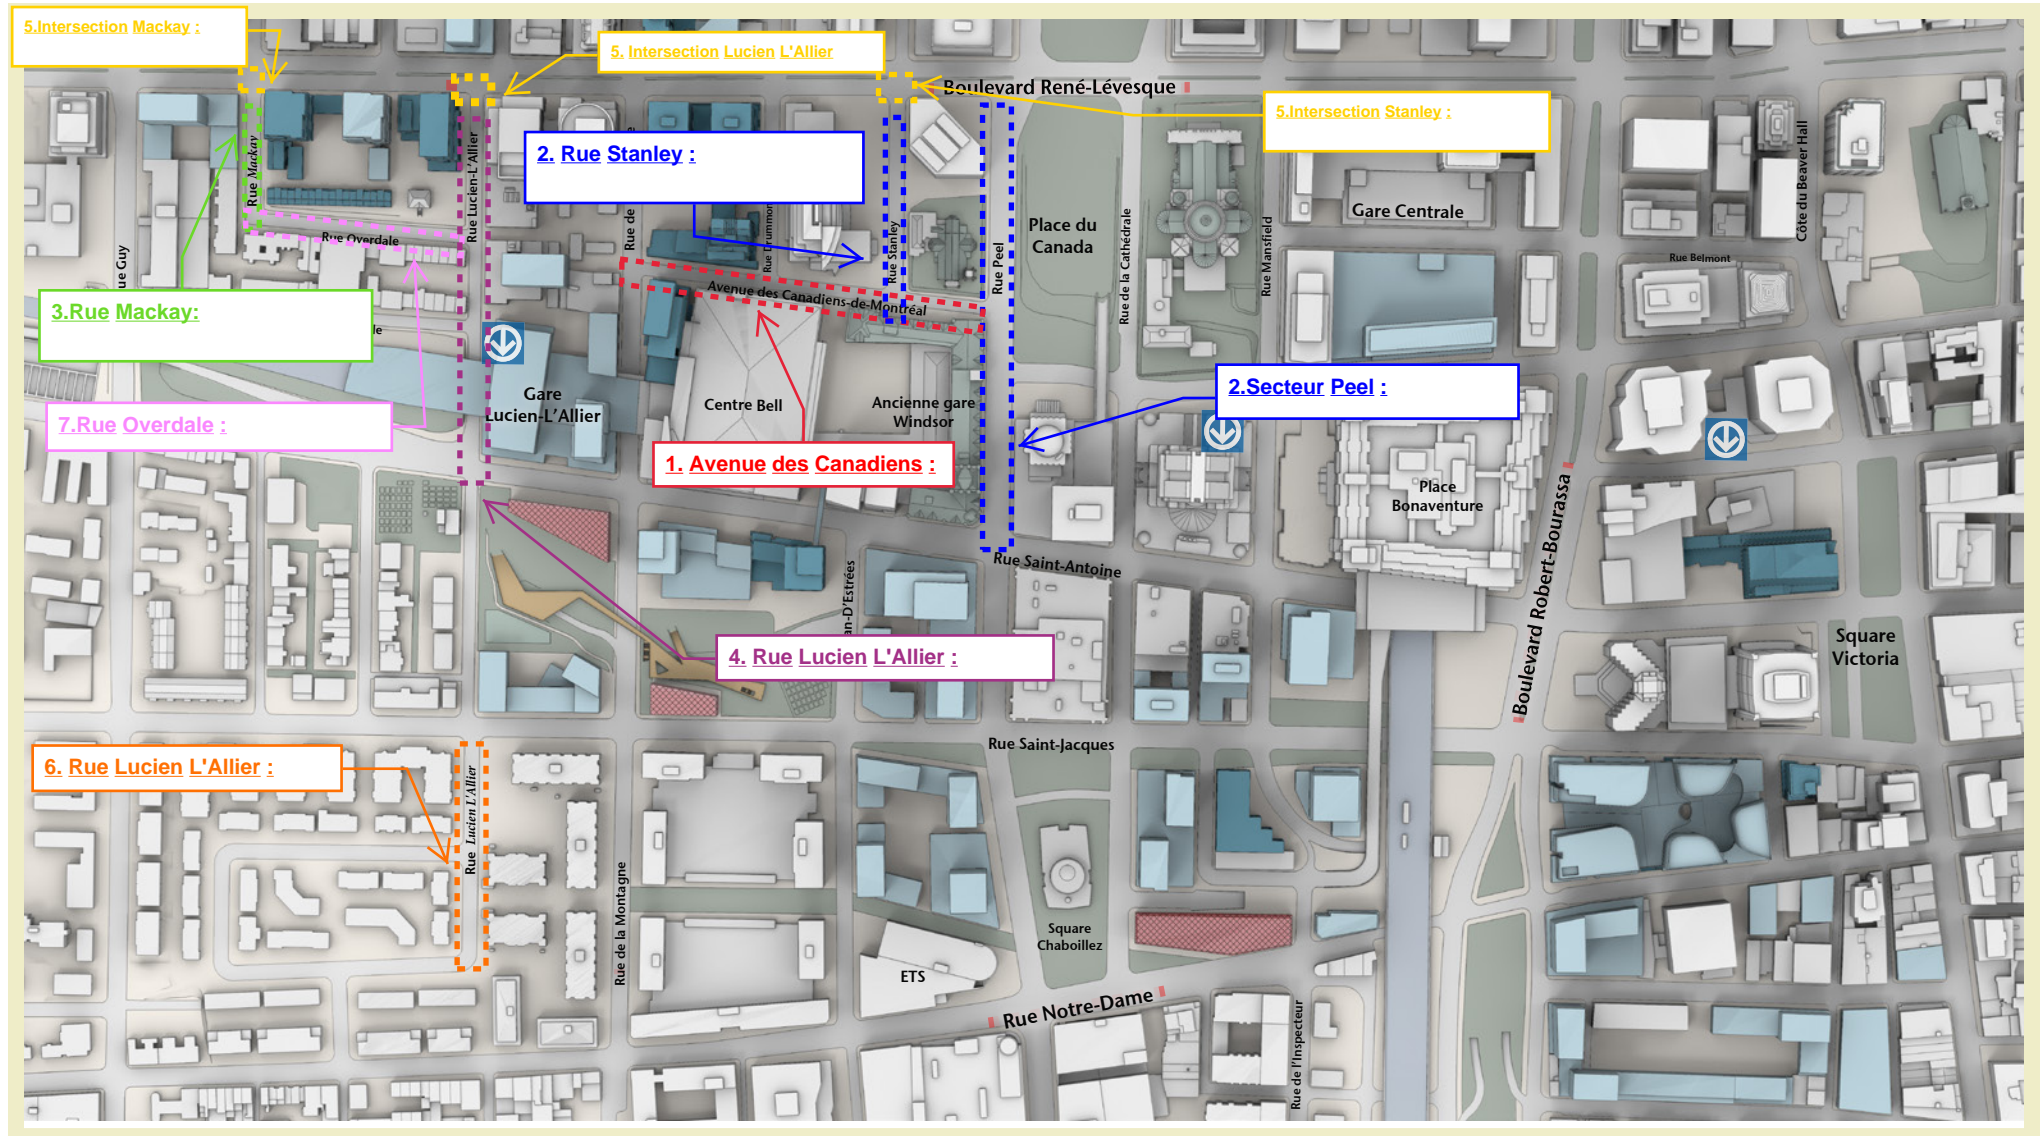 5.Intersection Mackay :
5. Intersection Lucien L'Allier
Boulevard René-Lévesque
5.Intersection Stanley :
2. Rue Stanley :
Rue Mackay
Rue Lucien-L'Allier
Rue de
Rue Drummon
Rue Stanley
Rue Peel
Place du
Canada
Rue de la Cathédrale
Rue Mansfield
Gare Centrale
Côte du Beaver Hall
Rue Belmont
Rue Overdale
ue Guy
3.Rue Mackay:
le
Avenue des Canadiens-de-Montréal
Gare
Lucien-L'Allier
Centre Bell
Ancienne gare
Windsor
2.Secteur Peel :
7.Rue Overdale :
1. Avenue des Canadiens :
Place
Bonaventure
Boulevard Robert-Bourassa
Rue Saint-Antoine
an-D'Estrées
4. Rue Lucien L'Allier :
Square
Victoria
Rue Saint-Jacques
6. Rue Lucien L'Allier :
Rue Lucien L'Allier
Rue de la Montagne
Square
Chaboillez
ETS
Rue Notre-Dame
Rue de l'Inspecteur